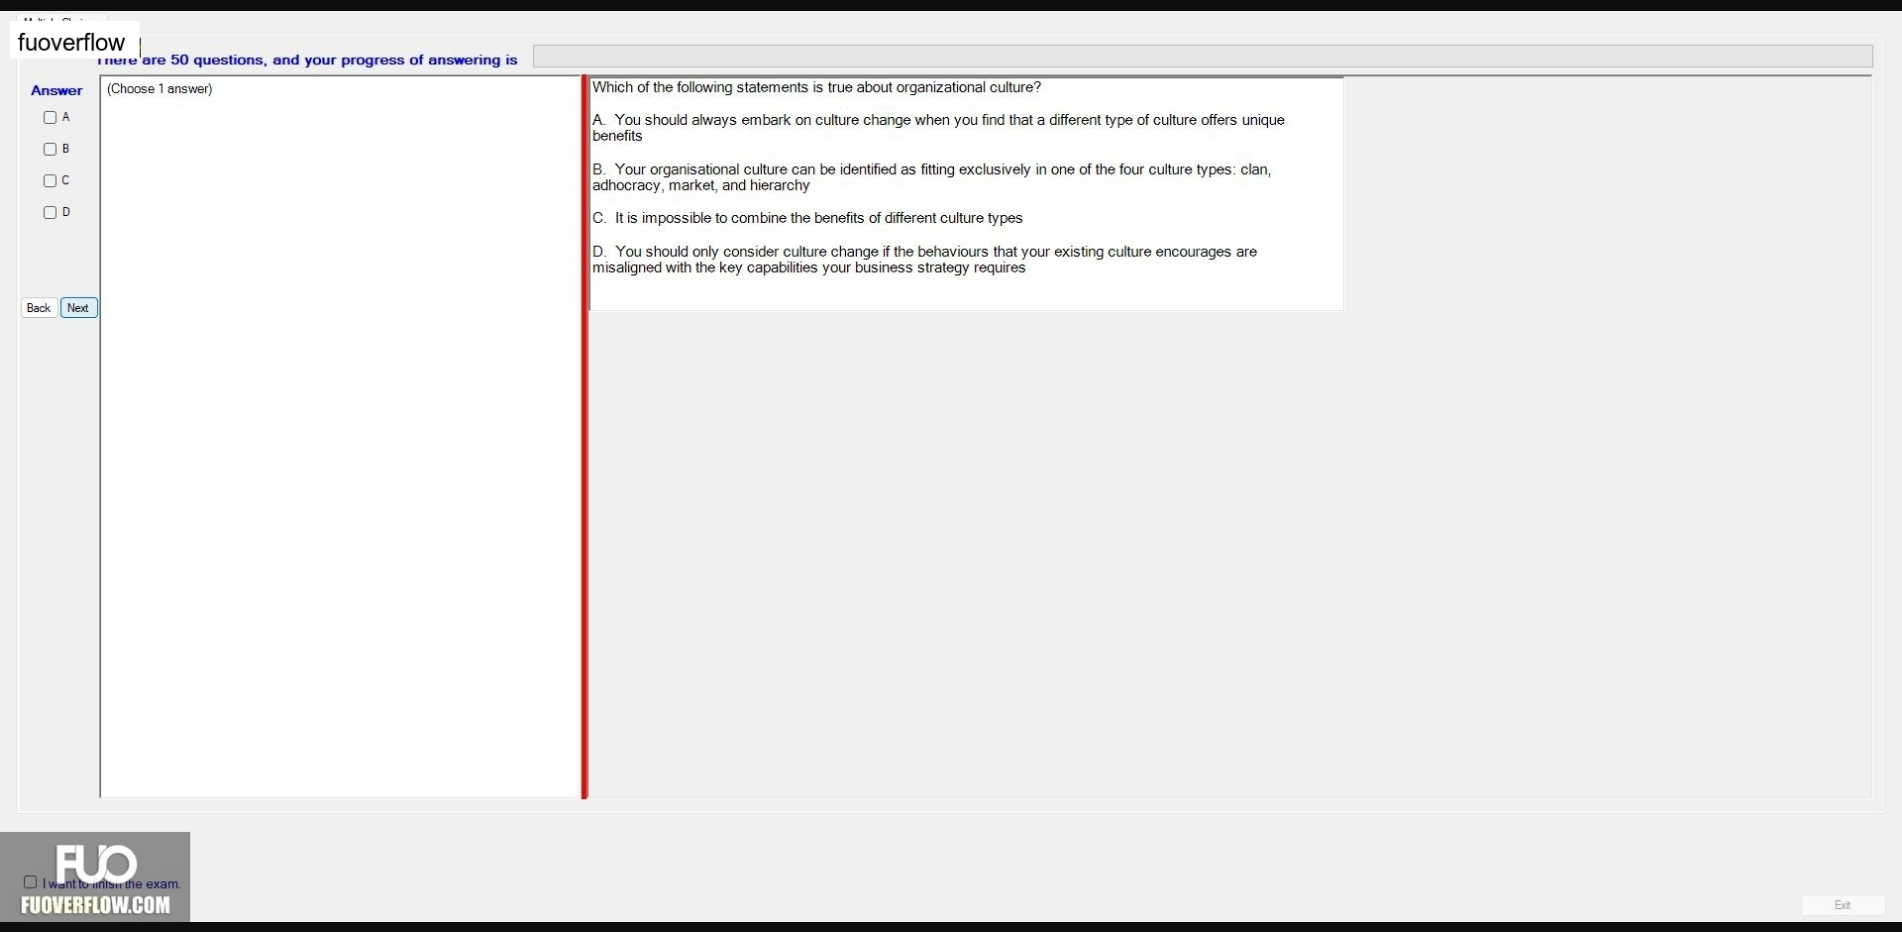 fuoverflow
There are 50 questions, and your progress of answering is
Answer
(Choose 1 answer)
A
B
C
D
Back
Next
Which of the following statements is true about organizational culture?
A. You should always embark on culture change when you find that a different type of culture offers unique
benefits
B. Your organisational culture can be identified as fitting exclusively in one of the four culture types: clan,
adhocracy, market, and hierarchy
C. It is impossible to combine the benefits of different culture types
D. You should only consider culture change if the behaviours that your existing culture encourages are
misaligned with the key capabilities your business strategy requires
FUO
I want to finish the exam.
FUOVERFLOW.COM
Exit